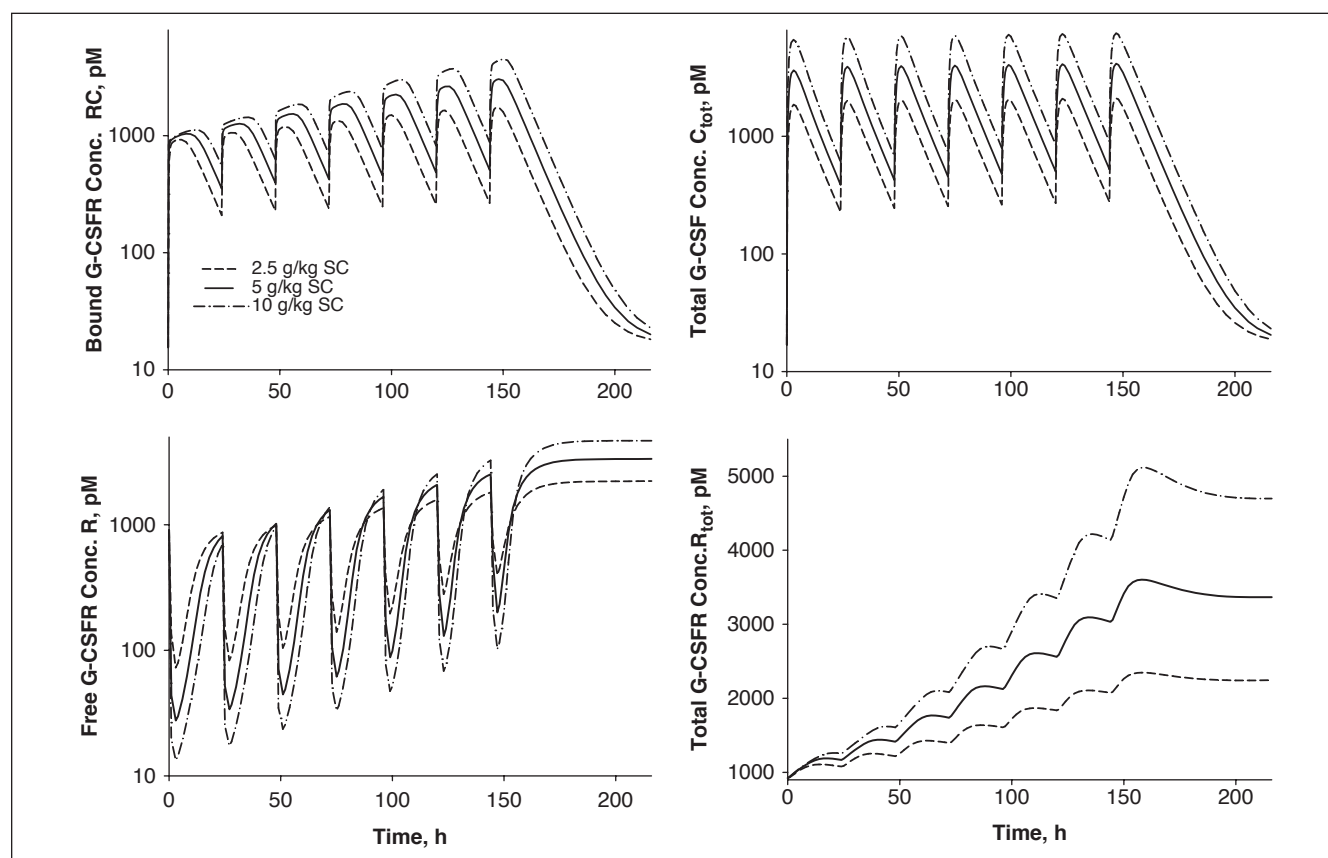 Bound G-CSFR Conc. RC, pM
1000
100
10
0 50 100 150 200
2.5 g/kg SC
5 g/kg SC
10 g/kg SC
Total G-CSF Conc. Ctot, pM
1000
100
10
0 50 100 150 200
Free G-CSFR Conc. R, pM
1000
100
10
0 50 100 150 200
Time, h
Total G-CSFR Conc.Rtot, pM
5000
4000
3000
2000
1000
0 50 100 150 200
Time, h